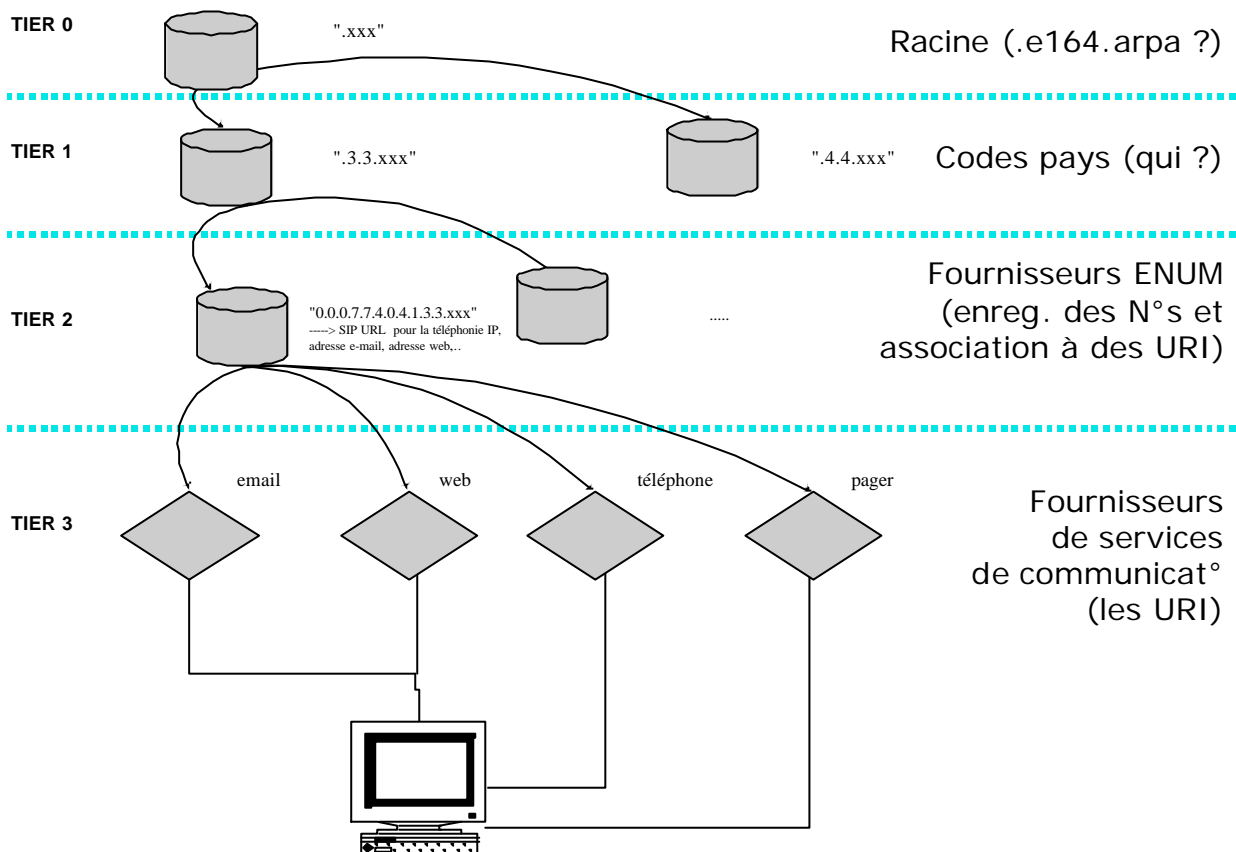 TIER 0
".xxx"
Racine (.e164.arpa ?)
TIER 1
".3.3.xxx"
".4.4.xxx"
Codes pays (qui ?)
TIER 2
"0.0.0.7.7.4.0.4.1.3.3.xxx"
-----> SIP URL pour la téléphonie IP,
adresse e-mail, adresse web,..
.....
Fournisseurs ENUM
(enreg. des N°s et
association à des URI)
TIER 3
email
web
téléphone
pager
Fournisseurs
de services
de communicat°
(les URI)